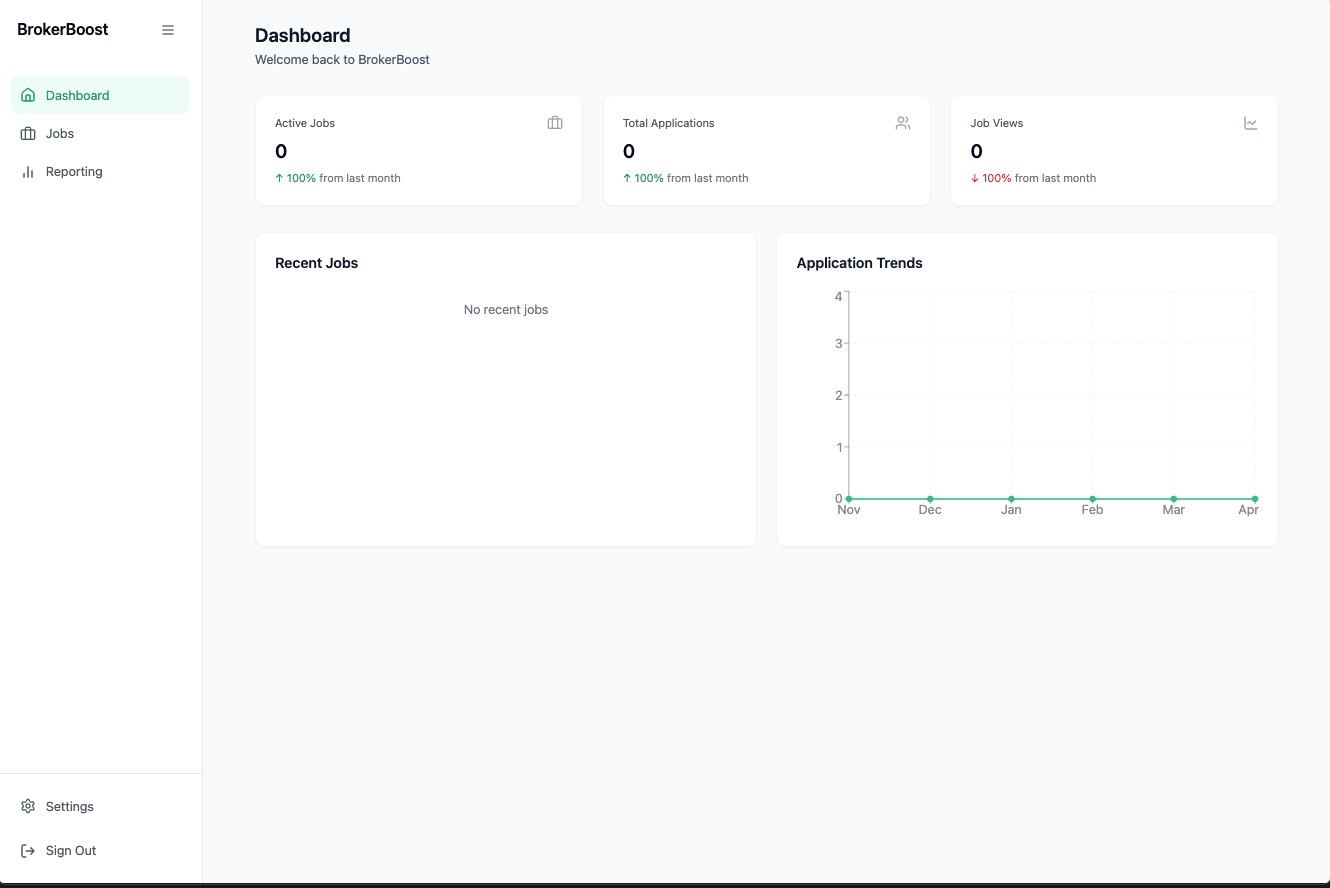 BrokerBoost
Dashboard
Jobs
Reporting
Settings
Sign Out
Dashboard
Welcome back to BrokerBoost
Active Jobs
0
↑ 100% from last month
Total Applications
0
↑ 100% from last month
Job Views
0
↓ 100% from last month
Recent Jobs
No recent jobs
Application Trends
4
3
2
1
0
Nov Dec Jan Feb Mar Apr